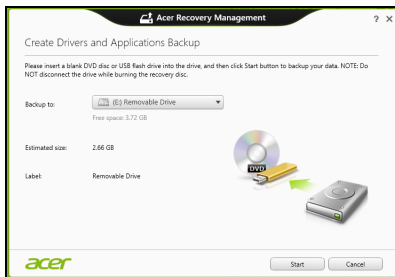 Acer Recovery Management
? ×
Create Drivers and Applications Backup
Please insert a blank DVD disc or USB flash drive into the drive, and then click Start button to backup your data. NOTE: Do
NOT disconnect the drive while burning the recovery disc.
Backup to:
(E:) Removable Drive
Free space: 3.72 GB
Estimated size:
2.66 GB
Label:
Removable Drive
DVD
acer
Start
Cancel